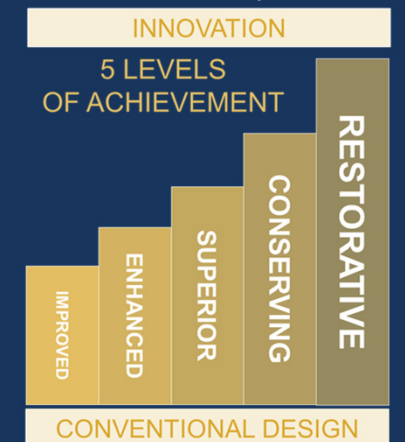 INNOVATION
5 LEVELS
OF ACHIEVEMENT
IMPROVED
ENHANCED
SUPERIOR
CONSERVING
RESTORATIVE
CONVENTIONAL DESIGN